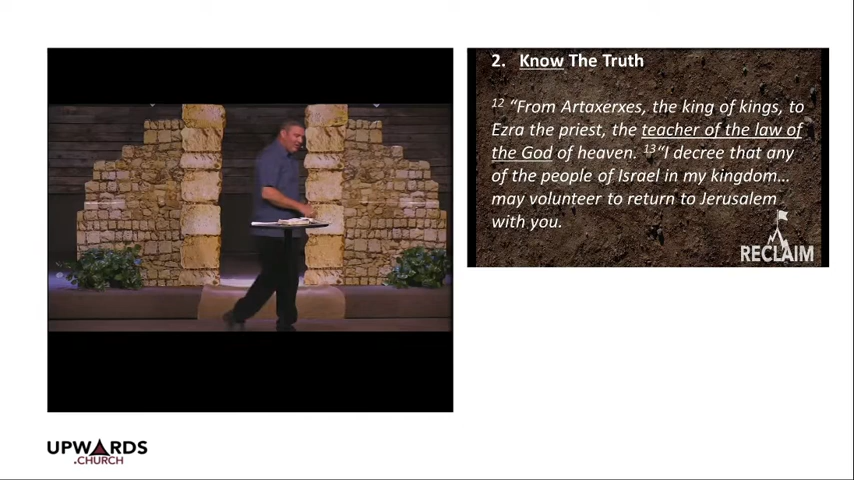 2. Know The Truth
12 “From Artaxerxes, the king of kings, to
Ezra the priest, the teacher of the law of
the God of heaven. 13“I decree that any
of the people of Israel in my kingdom…
may volunteer to return to Jerusalem
with you.
RECLAIM
UPWARDS
.CHURCH